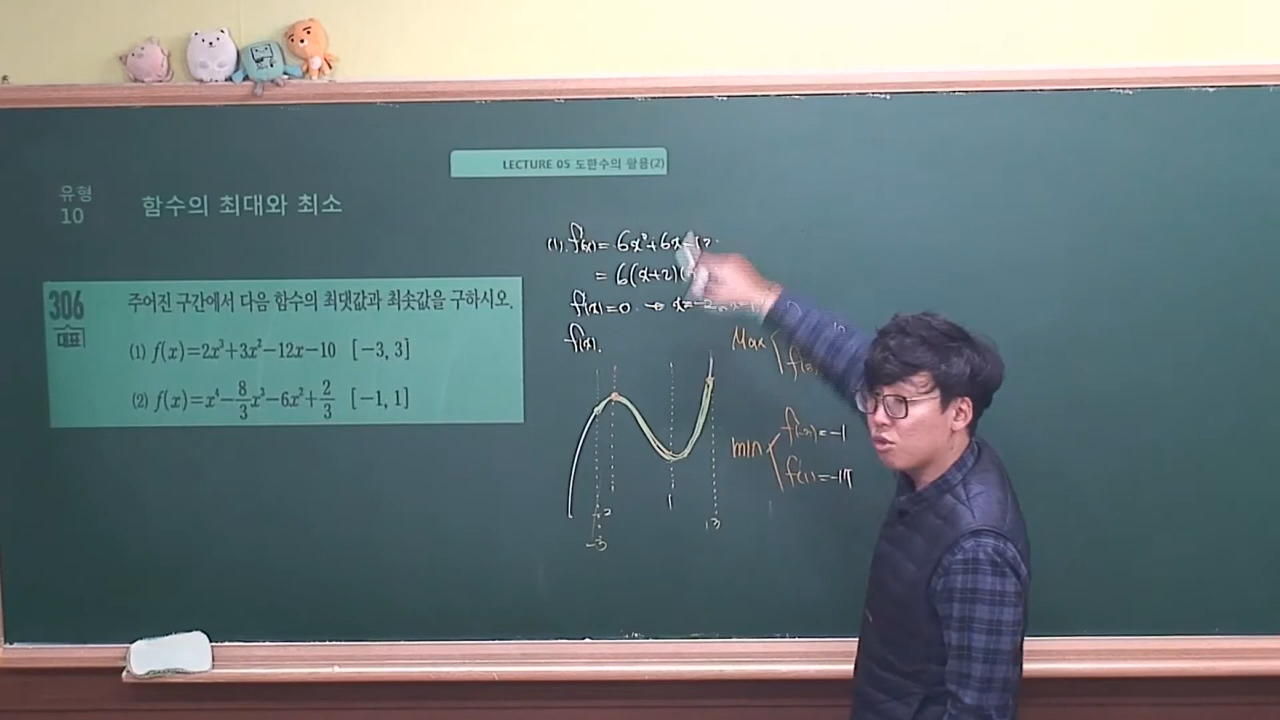 LECTURE 05 도함수의 활용(2)
유형
10
함수의 최대와 최소
306
대표
주어진 구간에서 다음 함수의 최댓값과 최솟값을 구하시오.
(1) f(x)=2x³+3x²-12x-10 [-3, 3]
(2) f(x)=x⁴-8/3x³-6x²+2/3 [-1, 1]
(1). f'(x)= 6x²+6x-12
= 6(x+2)(
f'(x)=0. → x=-2
f(x).
Max
f(3)
min
f(-3)=-1
f(1)=-17
1
-2
3
-3